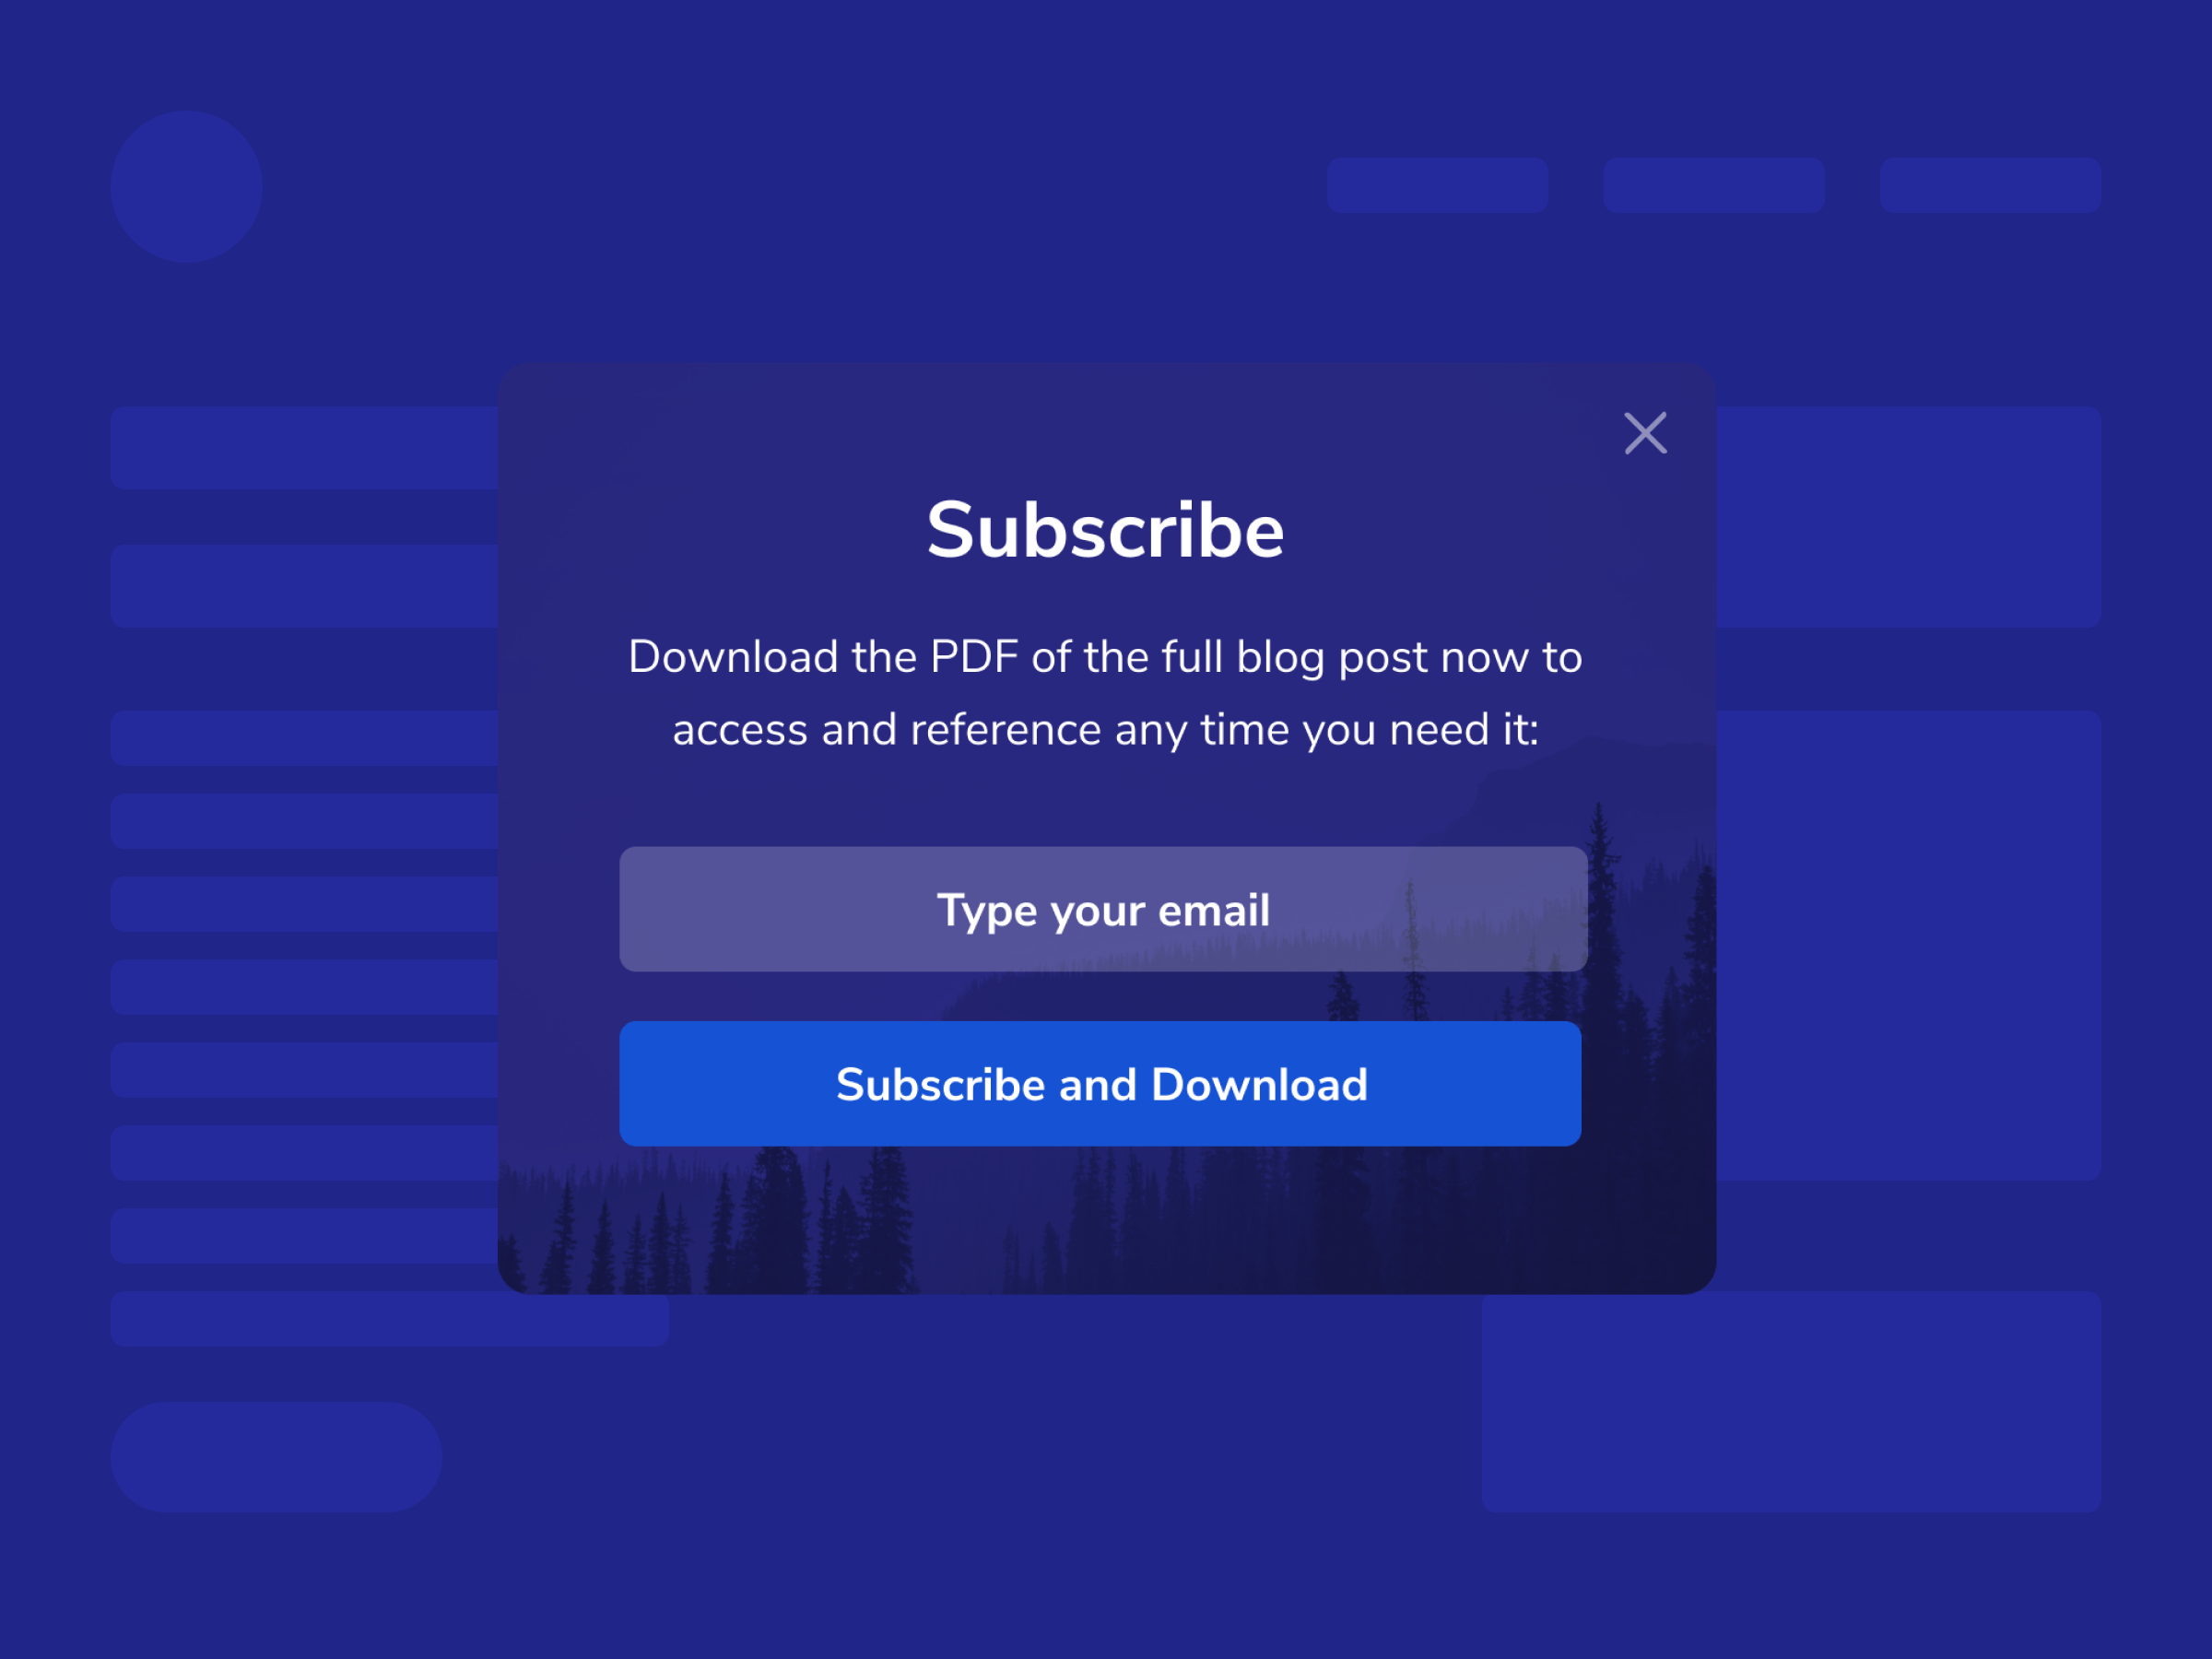 Subscribe
Download the PDF of the full blog post now to
access and reference any time you need it:
Type your email
Subscribe and Download